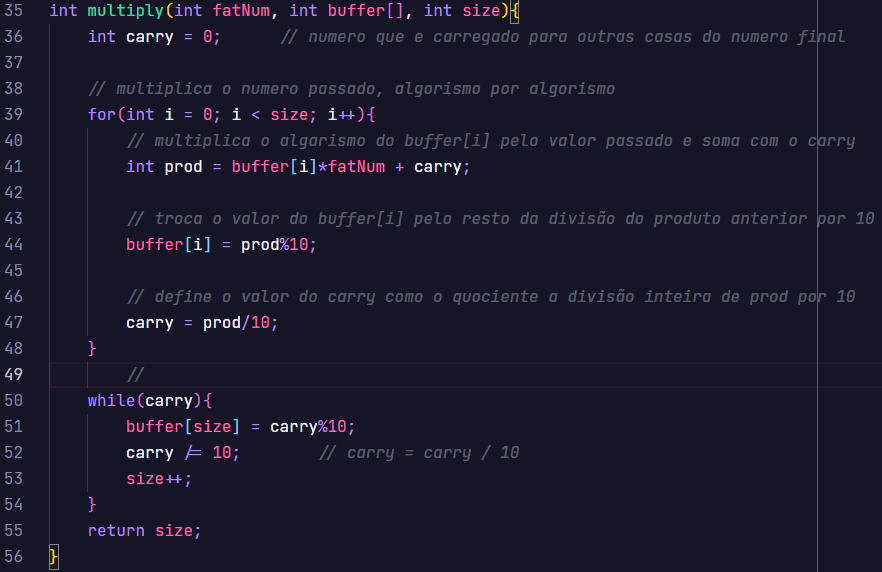 35 int multiply(int fatNum, int buffer[], int size){
36     int carry = 0;      // numero que e carregado para outras casas do numero final
37
38     // multiplica o numero passado, algorismo por algorismo
39     for(int i = 0; i < size; i++){
40         // multiplica o algarismo do buffer[i] pelo valor passado e soma com o carry
41         int prod = buffer[i]*fatNum + carry;
42
43         // troca o valor do buffer[i] pelo resto da divisão do produto anterior por 10
44         buffer[i] = prod%10;
45
46         // define o valor do carry como o quociente a divisão inteira de prod por 10
47         carry = prod/10;
48     }
49         //
50     while(carry){
51         buffer[size] = carry%10;
52         carry /= 10;        // carry = carry / 10
53         size++;
54     }
55     return size;
56 }